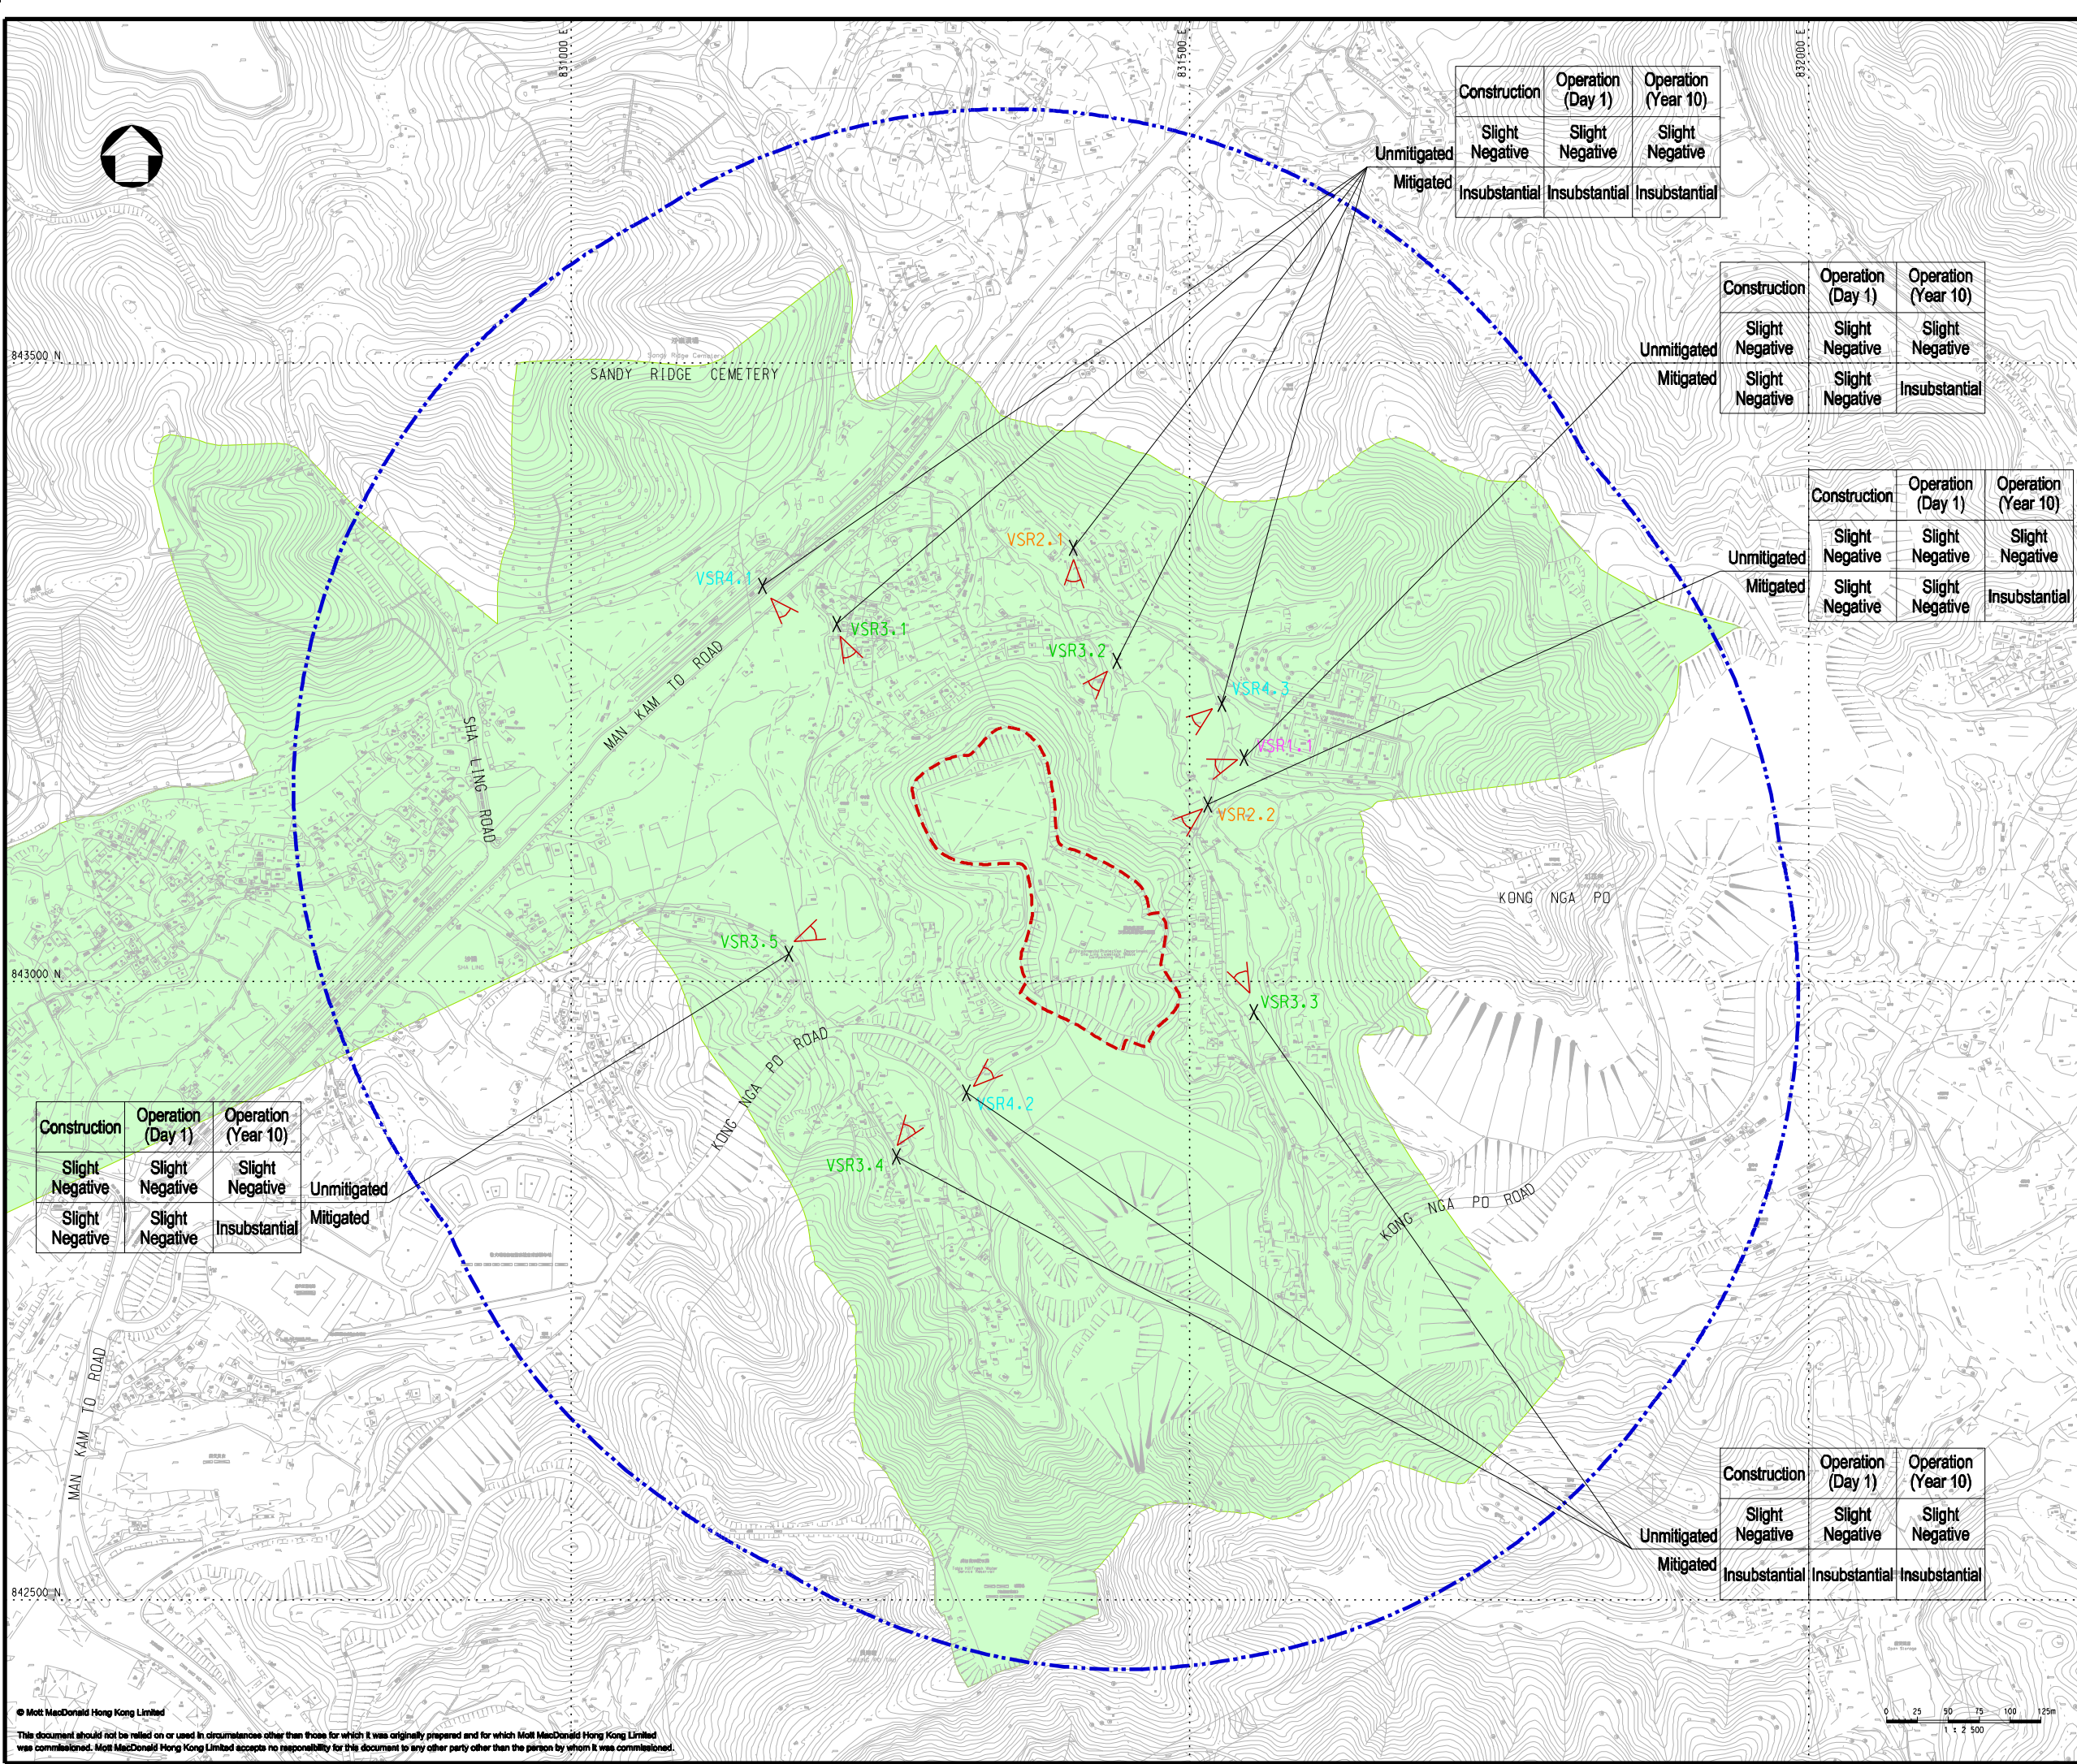 831000 E
831500 E
832000 E
Construction Operation (Day 1) Operation (Year 10)
Unmitigated Slight Negative Slight Negative Slight Negative
Mitigated Insubstantial Insubstantial Insubstantial
Construction Operation (Day 1) Operation (Year 10)
Unmitigated Slight Negative Slight Negative Slight Negative
Mitigated Slight Negative Slight Negative Insubstantial
843500 N
Sandy Ridge Cemetery
SANDY RIDGE CEMETERY
Construction Operation (Day 1) Operation (Year 10)
Unmitigated Slight Negative Slight Negative Slight Negative
Mitigated Slight Negative Slight Negative Insubstantial
VSR2.1
VSR4.1
VSR3.1
VSR3.2
MAN KAM TO ROAD
VSR4.3
SHA LING ROAD
VSR1.1
VSR2.2
KONG NGA PO
VSR3.5
SHA LING
843000 N
VSR3.3
KONG NGA PO ROAD
VSR4.2
VSR3.4
KONG NGA PO ROAD
Construction Operation (Day 1) Operation (Year 10)
Slight Negative Slight Negative Slight Negative Unmitigated
Slight Negative Slight Negative Insubstantial Mitigated
MAN KAM TO ROAD
Construction Operation (Day 1) Operation (Year 10)
Unmitigated Slight Negative Slight Negative Slight Negative
Mitigated Insubstantial Insubstantial Insubstantial
842500 N
Open Storage
0 25 50 75 100 125m
1 : 2 500
© Mott MacDonald Hong Kong Limited
This document should not be relied on or used in circumstances other than those for which it was originally prepared and for which Mott MacDonald Hong Kong Limited
was commissioned. Mott MacDonald Hong Kong Limited accepts no responsibility for this document to any other party other than the person by whom it was commissioned.